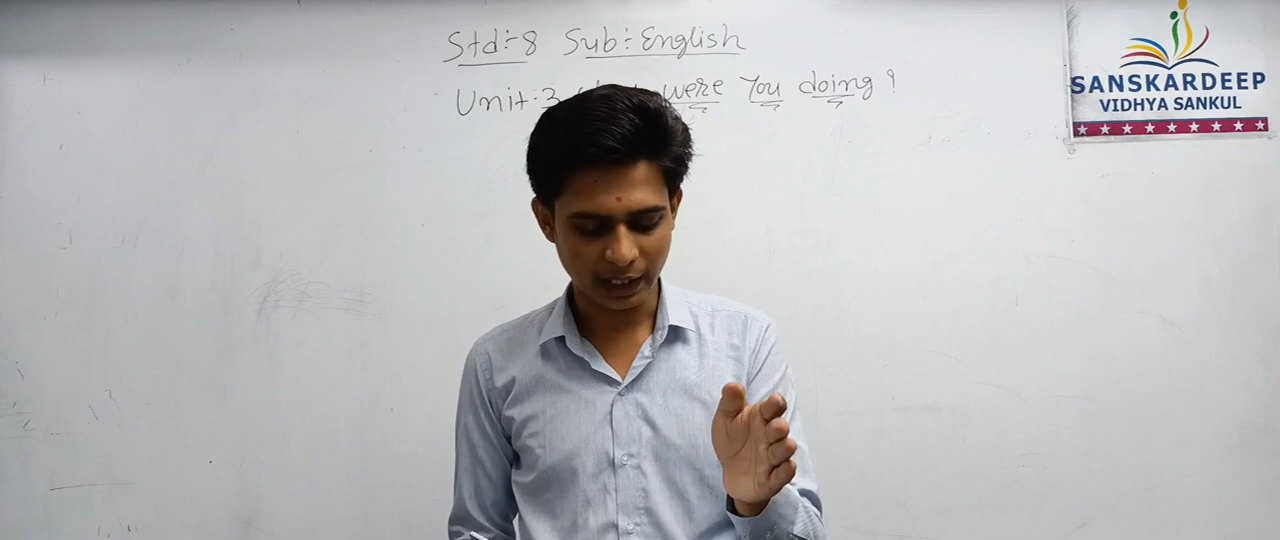 Std:- 8 Sub:- English
Unit:3 were You doing ?
SANSKARDEEP
VIDHYA SANKUL